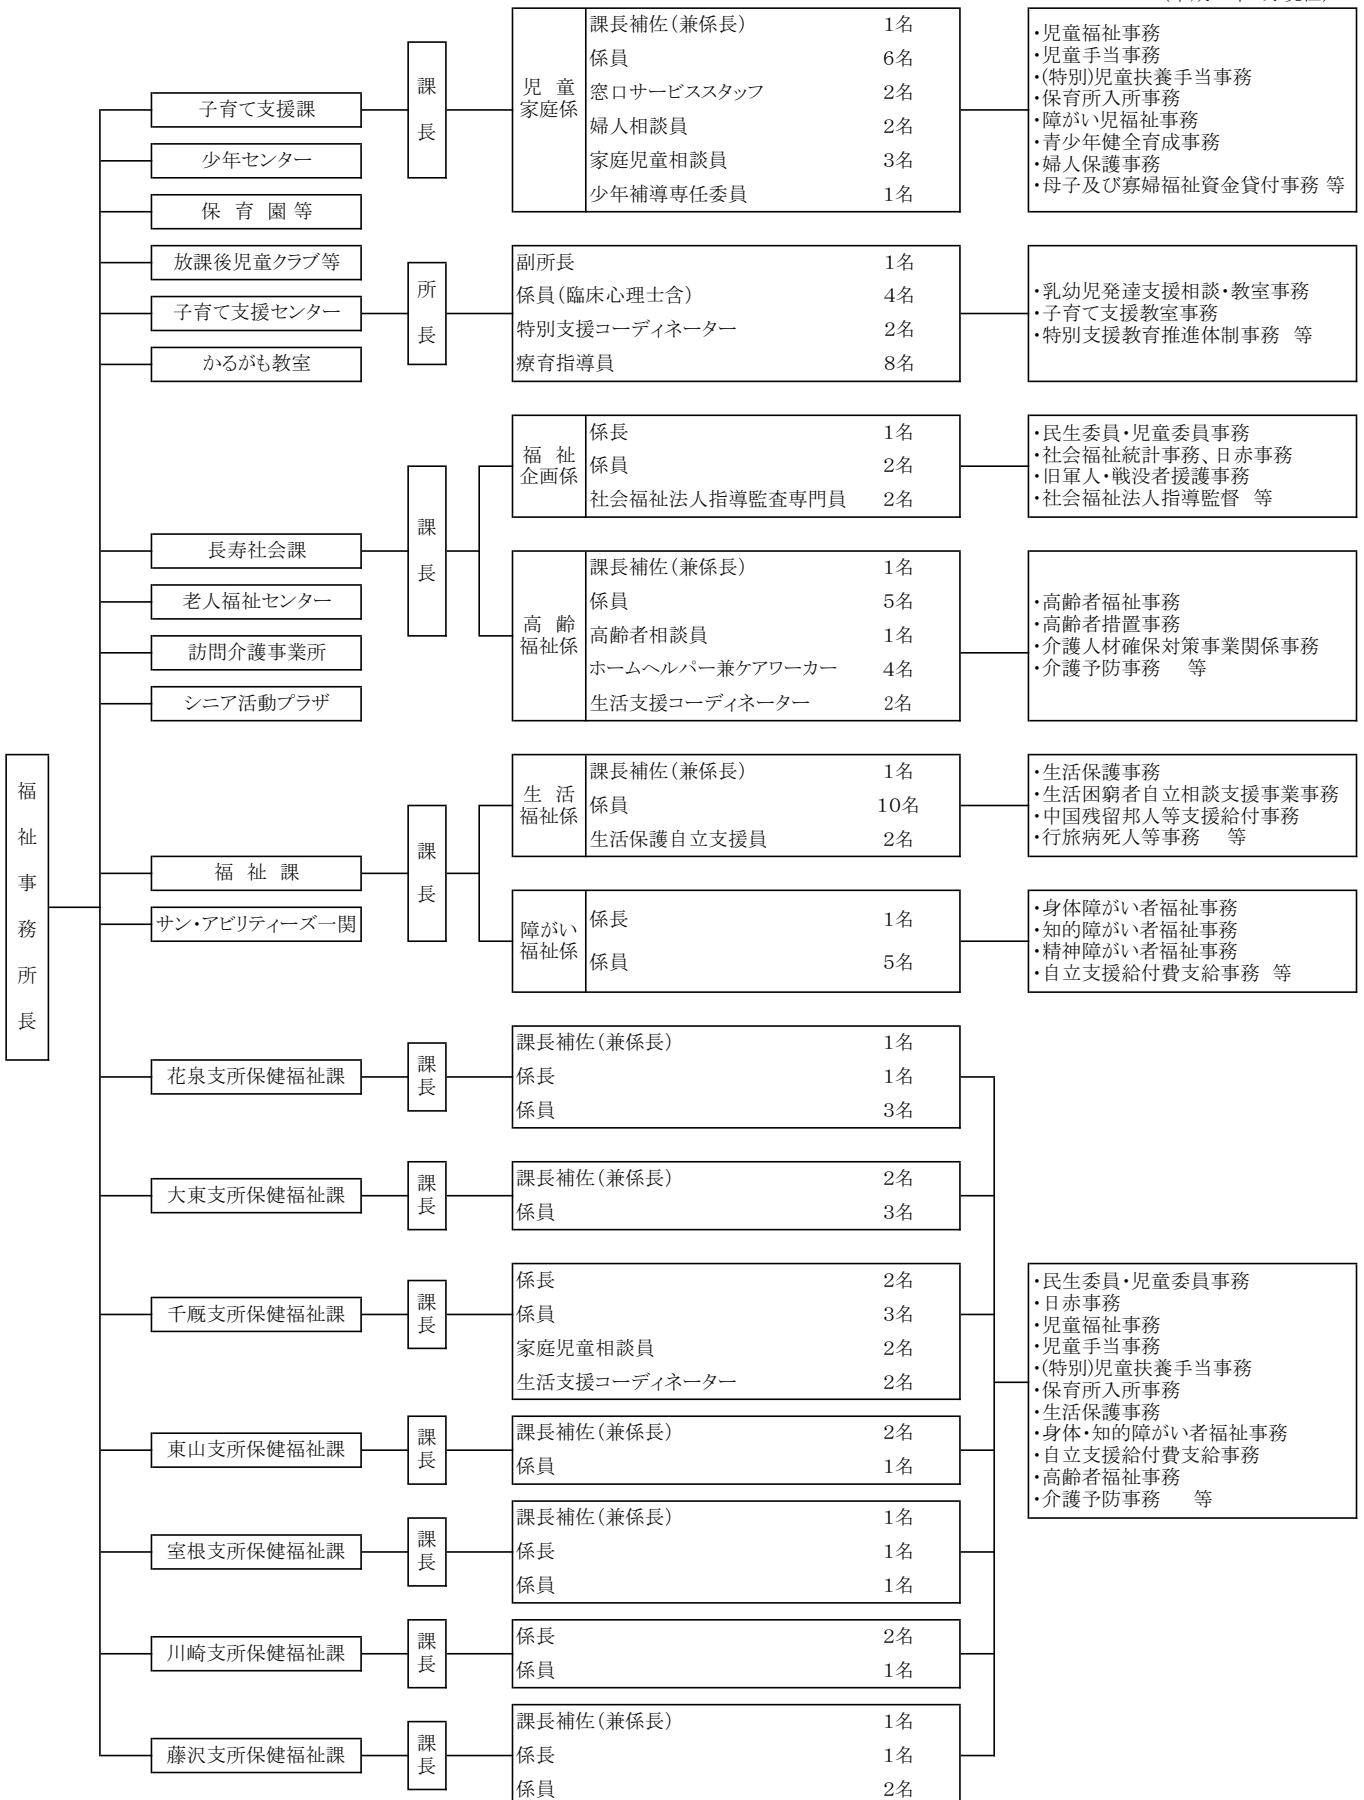 課長
児童家庭係
課長補佐（兼係長） 1名
係員 6名
窓口サービススタッフ 2名
婦人相談員 2名
家庭児童相談員 3名
少年補導専任委員 1名
・児童福祉事務
・児童手当事務
・(特別)児童扶養手当事務
・保育所入所事務
・障がい児福祉事務
・青少年健全育成事務
・婦人保護事務
・母子及び寡婦福祉資金貸付事務 等
子育て支援課
少年センター
保 育 園 等
放課後児童クラブ等
子育て支援センター
かるがも教室
所長
副所長 1名
係員（臨床心理士含） 4名
特別支援コーディネーター 2名
療育指導員 8名
・乳幼児発達支援相談・教室事務
・子育て支援教室事務
・特別支援教育推進体制事務 等
長寿社会課
老人福祉センター
訪問介護事業所
シニア活動プラザ
課長
福祉企画係
係長 1名
係員 2名
社会福祉法人指導監査専門員 2名
・民生委員・児童委員事務
・社会福祉統計事務、日赤事務
・旧軍人・戦没者援護事務
・社会福祉法人指導監督 等
高齢福祉係
課長補佐（兼係長） 1名
係員 5名
高齢者相談員 1名
ホームヘルパー兼ケアワーカー 4名
生活支援コーディネーター 2名
・高齢者福祉事務
・高齢者措置事務
・介護人材確保対策事業関係事務
・介護予防事務 等
福祉事務所長
福 祉 課
サン・アビリティーズ一関
課長
生活福祉係
課長補佐（兼係長） 1名
係員 10名
生活保護自立支援員 2名
・生活保護事務
・生活困窮者自立相談支援事業事務
・中国残留邦人等支援給付事務
・行旅病死人等事務 等
障がい福祉係
係長 1名
係員 5名
・身体障がい者福祉事務
・知的障がい者福祉事務
・精神障がい者福祉事務
・自立支援給付費支給事務 等
花泉支所保健福祉課
課長
課長補佐（兼係長） 1名
係長 1名
係員 3名
大東支所保健福祉課
課長
課長補佐（兼係長） 2名
係員 3名
千厩支所保健福祉課
課長
係長 2名
係員 3名
家庭児童相談員 2名
生活支援コーディネーター 2名
東山支所保健福祉課
課長
課長補佐（兼係長） 2名
係員 1名
室根支所保健福祉課
課長
課長補佐（兼係長） 1名
係長 1名
係員 1名
川崎支所保健福祉課
課長
係長 2名
係員 1名
藤沢支所保健福祉課
課長
課長補佐（兼係長） 1名
係長 1名
係員 2名
・民生委員・児童委員事務
・日赤事務
・児童福祉事務
・児童手当事務
・(特別)児童扶養手当事務
・保育所入所事務
・生活保護事務
・身体・知的障がい者福祉事務
・自立支援給付費支給事務
・高齢者福祉事務
・介護予防事務 等